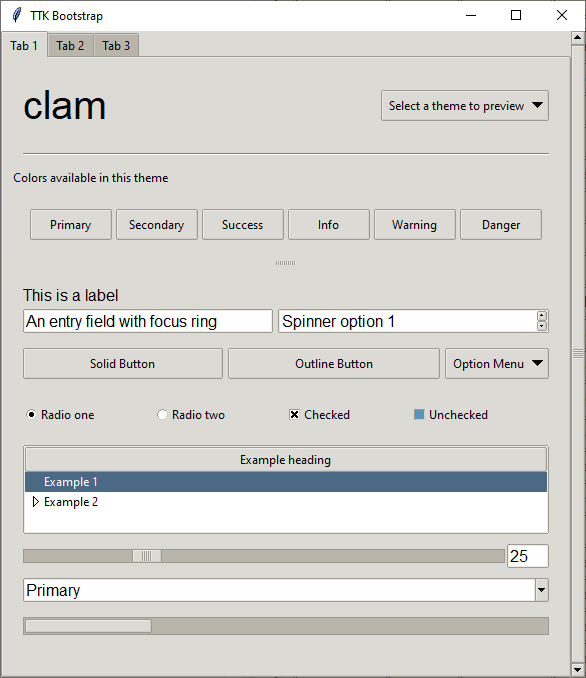 TTK Bootstrap
Tab 1 Tab 2 Tab 3
clam
Select a theme to preview
Colors available in this theme
Primary Secondary Success Info Warning Danger
This is a label
An entry field with focus ring Spinner option 1
Solid Button Outline Button Option Menu
Radio one Radio two Checked Unchecked
Example heading
Example 1
Example 2
25
Primary